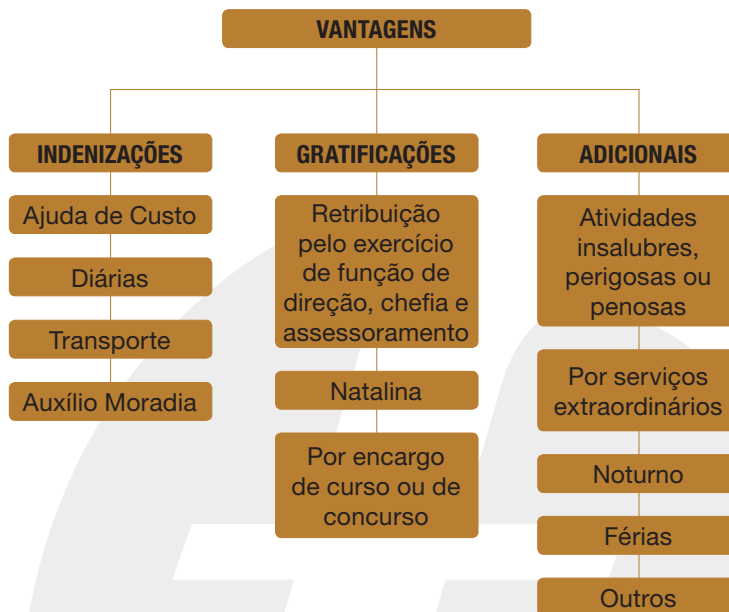 VANTAGENS
INDENIZAÇÕES
Ajuda de Custo
Diárias
Transporte
Auxílio Moradia
GRATIFICAÇÕES
Retribuição
pelo exercício
de função de
direção, chefia e
assessoramento
Natalina
Por encargo
de curso ou de
concurso
ADICIONAIS
Atividades
insalubres,
perigosas ou
penosas
Por serviços
extraordinários
Noturno
Férias
Outros